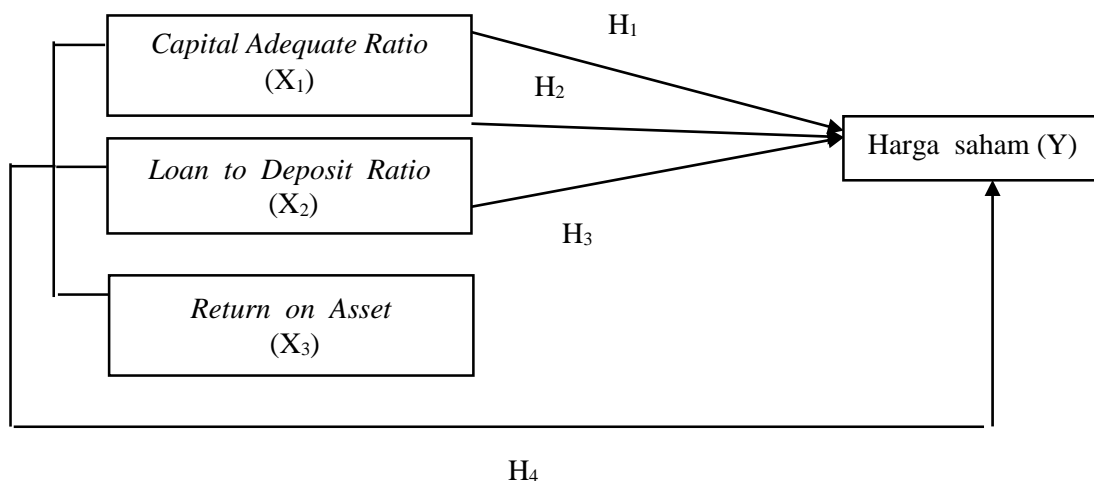 Capital Adequate Ratio
(X₁)
H₁
H₂
Loan to Deposit Ratio
(X₂)
Harga saham (Y)
H₃
Return on Asset
(X₃)
H₄